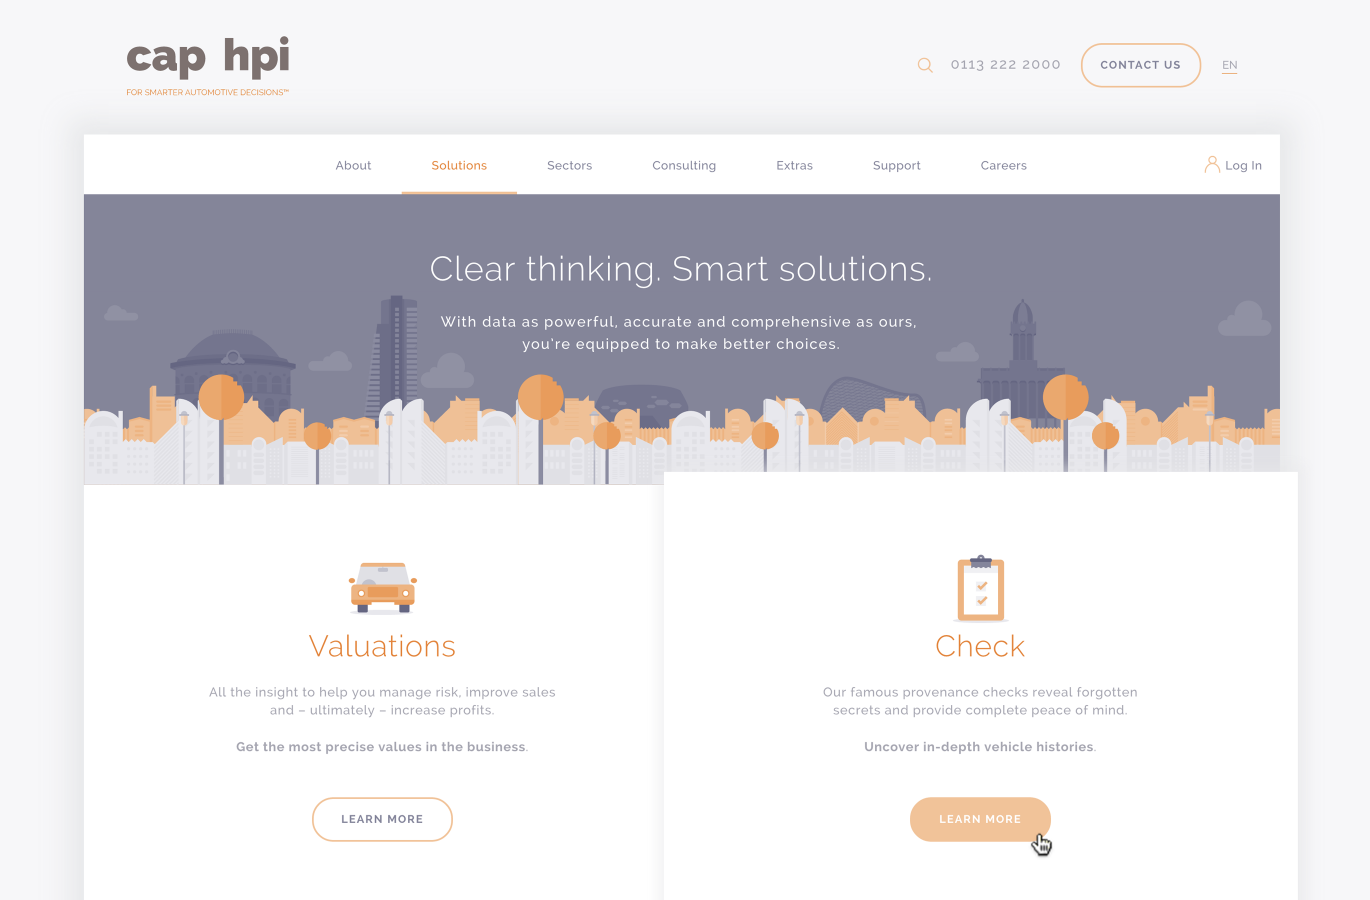 cap hpi
FOR SMARTER AUTOMOTIVE DECISIONS™
0113 222 2000
CONTACT US
EN
About
Solutions
Sectors
Consulting
Extras
Support
Careers
Log In
Clear thinking. Smart solutions.
With data as powerful, accurate and comprehensive as ours,
you're equipped to make better choices.
Valuations
All the insight to help you manage risk, improve sales
and – ultimately – increase profits.
Get the most precise values in the business.
LEARN MORE
Check
Our famous provenance checks reveal forgotten
secrets and provide complete peace of mind.
Uncover in-depth vehicle histories.
LEARN MORE